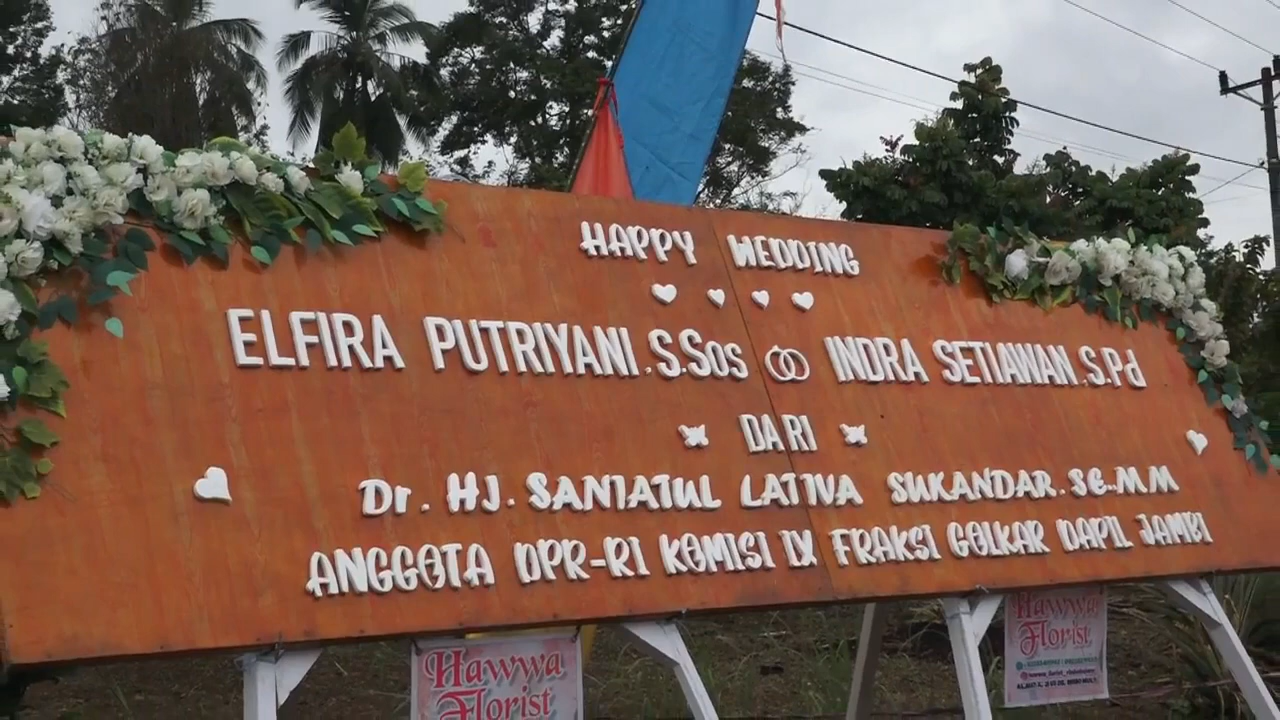 HAPPY WEDDING
ELFIRA PUTRIYANI.S.Sos INDRA SETIAWAN.S.Pd
DARI
Dr. HJ. SANIATUL LATIVA SUKANDAR.SE.,MM
ANGGOTA DPR-RI KOMISI IX FRAKSI GOLKAR DAPIL JAMBI
Hawwa
Florist
Hawwa
Florist